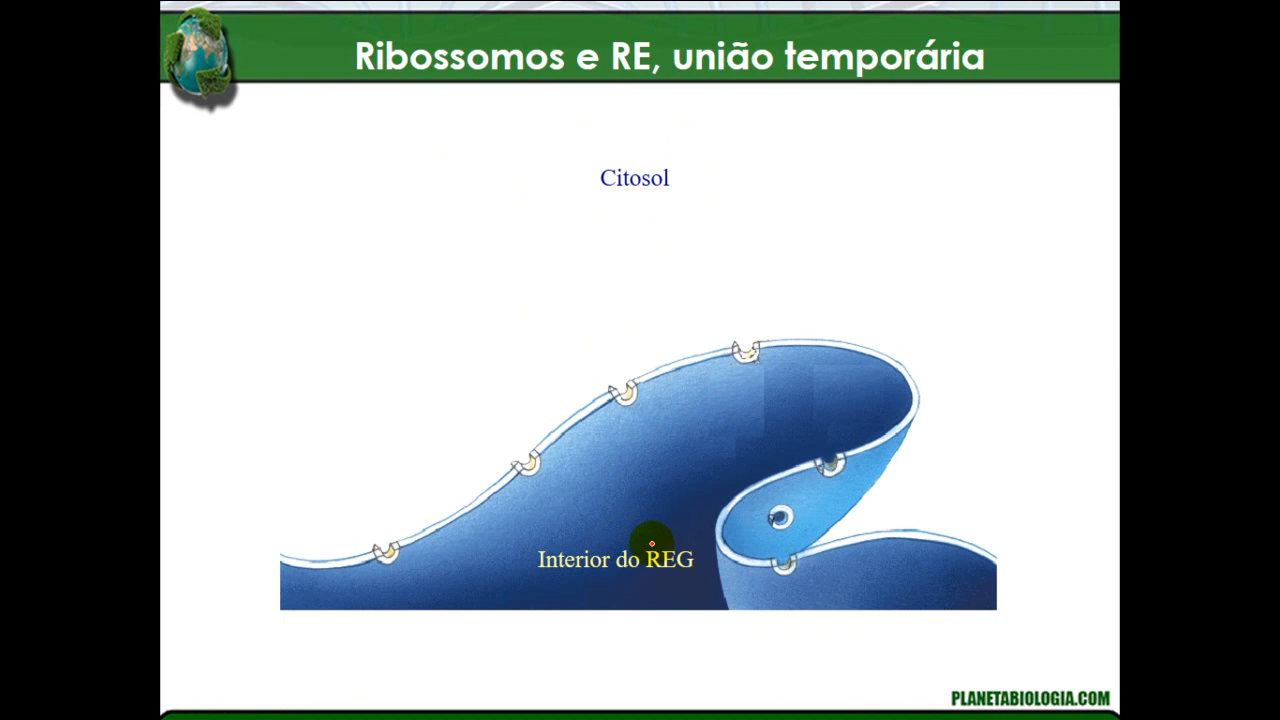 Ribossomos e RE, união temporária
Citosol
Interior do REG
PLANETABIOLOGIA.COM